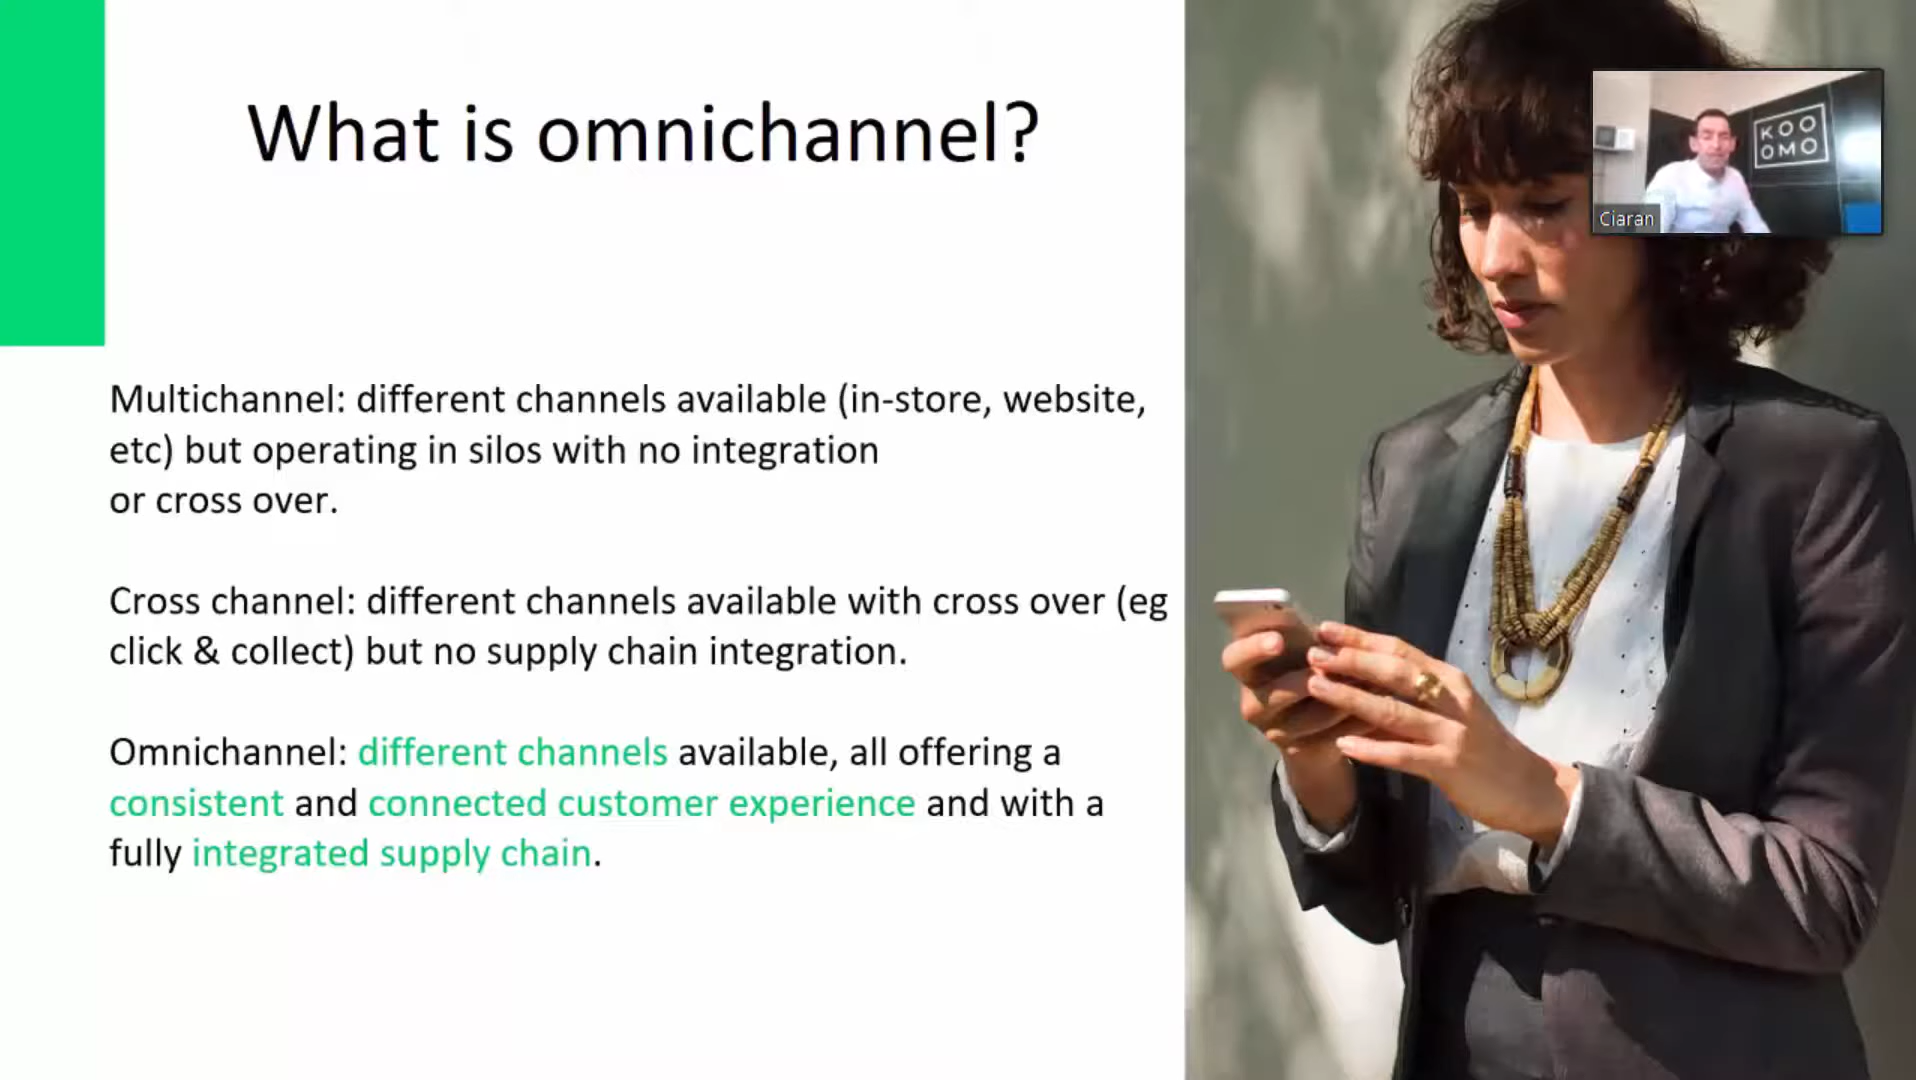 What is omnichannel?
KOO
OMO
Ciaran
Multichannel: different channels available (in-store, website,
etc) but operating in silos with no integration
or cross over.
Cross channel: different channels available with cross over (eg
click & collect) but no supply chain integration.
Omnichannel: different channels available, all offering a
consistent and connected customer experience and with a
fully integrated supply chain.